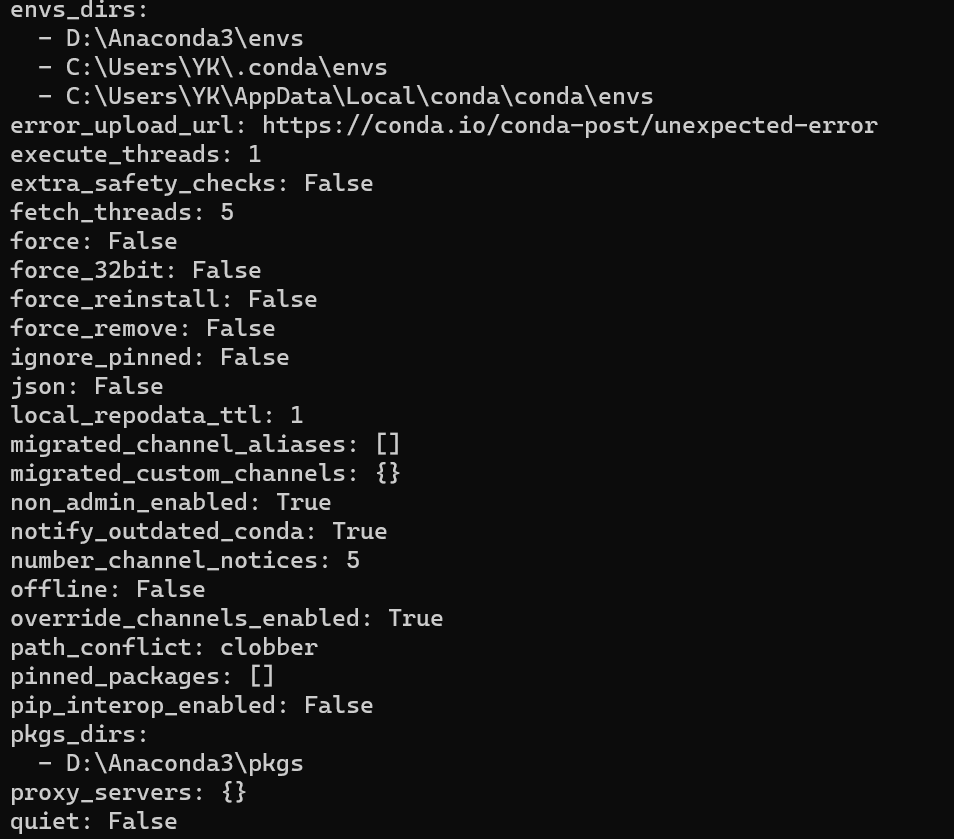 envs_dirs:
  - D:\Anaconda3\envs
  - C:\Users\YK\.conda\envs
  - C:\Users\YK\AppData\Local\conda\conda\envs
error_upload_url: https://conda.io/conda-post/unexpected-error
execute_threads: 1
extra_safety_checks: False
fetch_threads: 5
force: False
force_32bit: False
force_reinstall: False
force_remove: False
ignore_pinned: False
json: False
local_repodata_ttl: 1
migrated_channel_aliases: []
migrated_custom_channels: {}
non_admin_enabled: True
notify_outdated_conda: True
number_channel_notices: 5
offline: False
override_channels_enabled: True
path_conflict: clobber
pinned_packages: []
pip_interop_enabled: False
pkgs_dirs:
  - D:\Anaconda3\pkgs
proxy_servers: {}
quiet: False